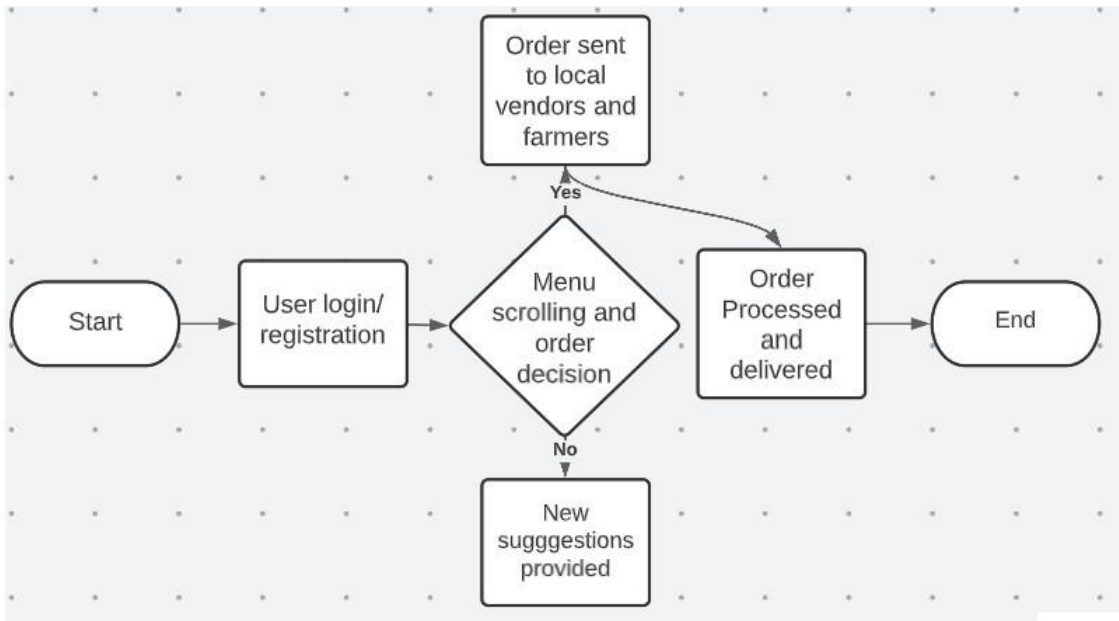 Start
User login/
registration
Menu
scrolling and
order
decision
Yes
Order sent
to local
vendors and
farmers
Order
Processed
and
delivered
End
No
New
sugggestions
provided